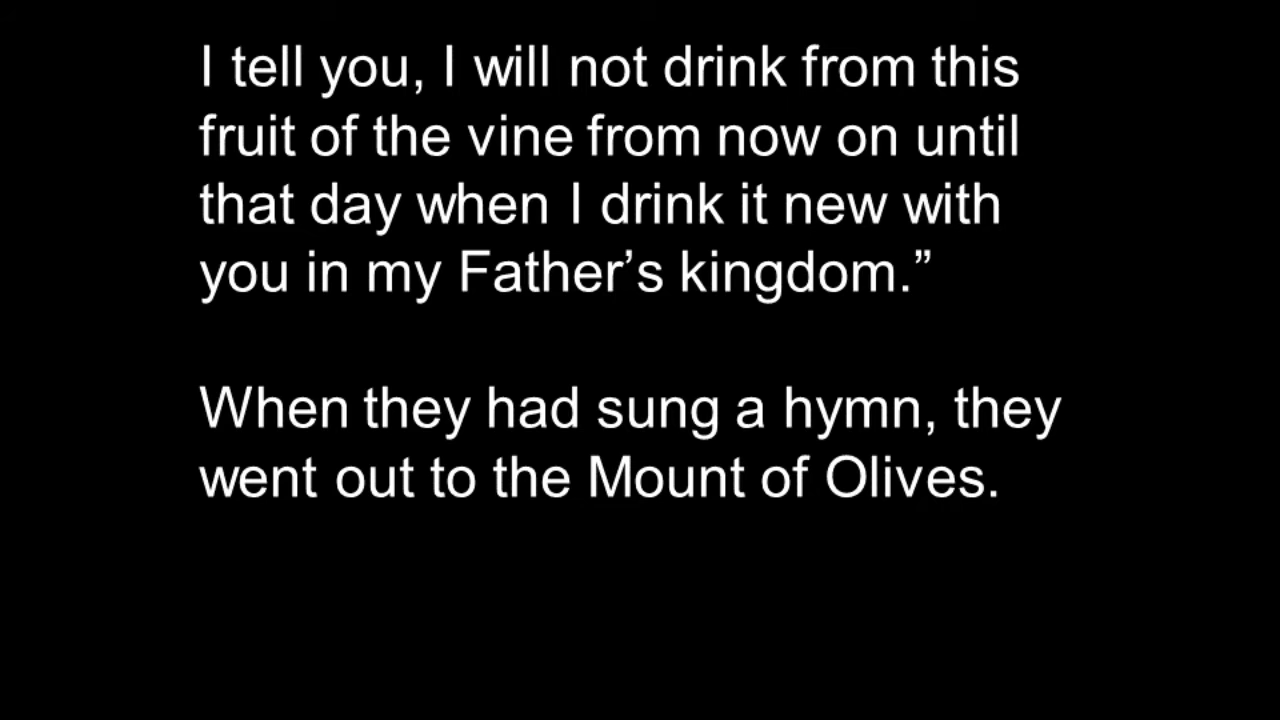 I tell you, I will not drink from this
fruit of the vine from now on until
that day when I drink it new with
you in my Father’s kingdom.”
When they had sung a hymn, they
went out to the Mount of Olives.